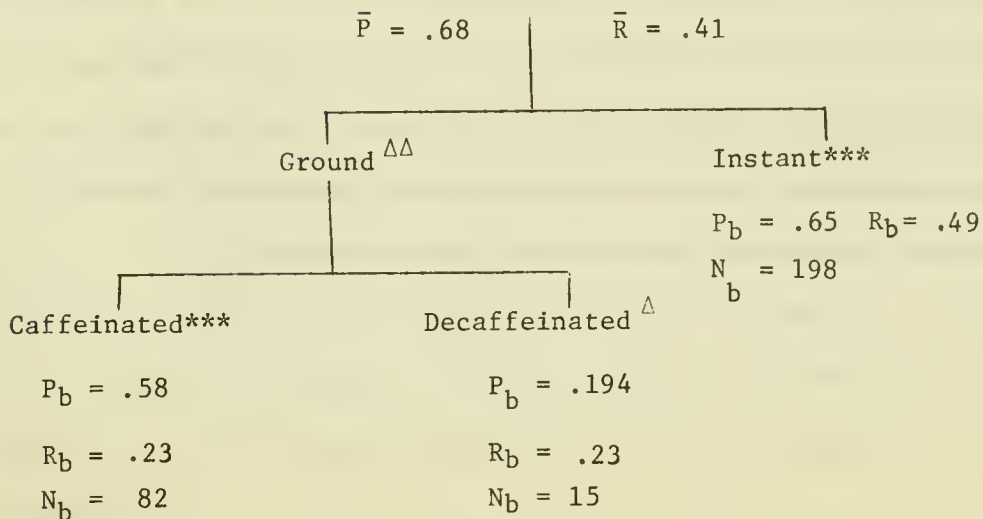 P̄ = .68 R̄ = .41
Ground ΔΔ Instant***
P_b = .65 R_b = .49
N_b = 198
Caffeinated*** Decaffeinated Δ
P_b = .58 P_b = .194
R_b = .23 R_b = .23
N_b = 82 N_b = 15